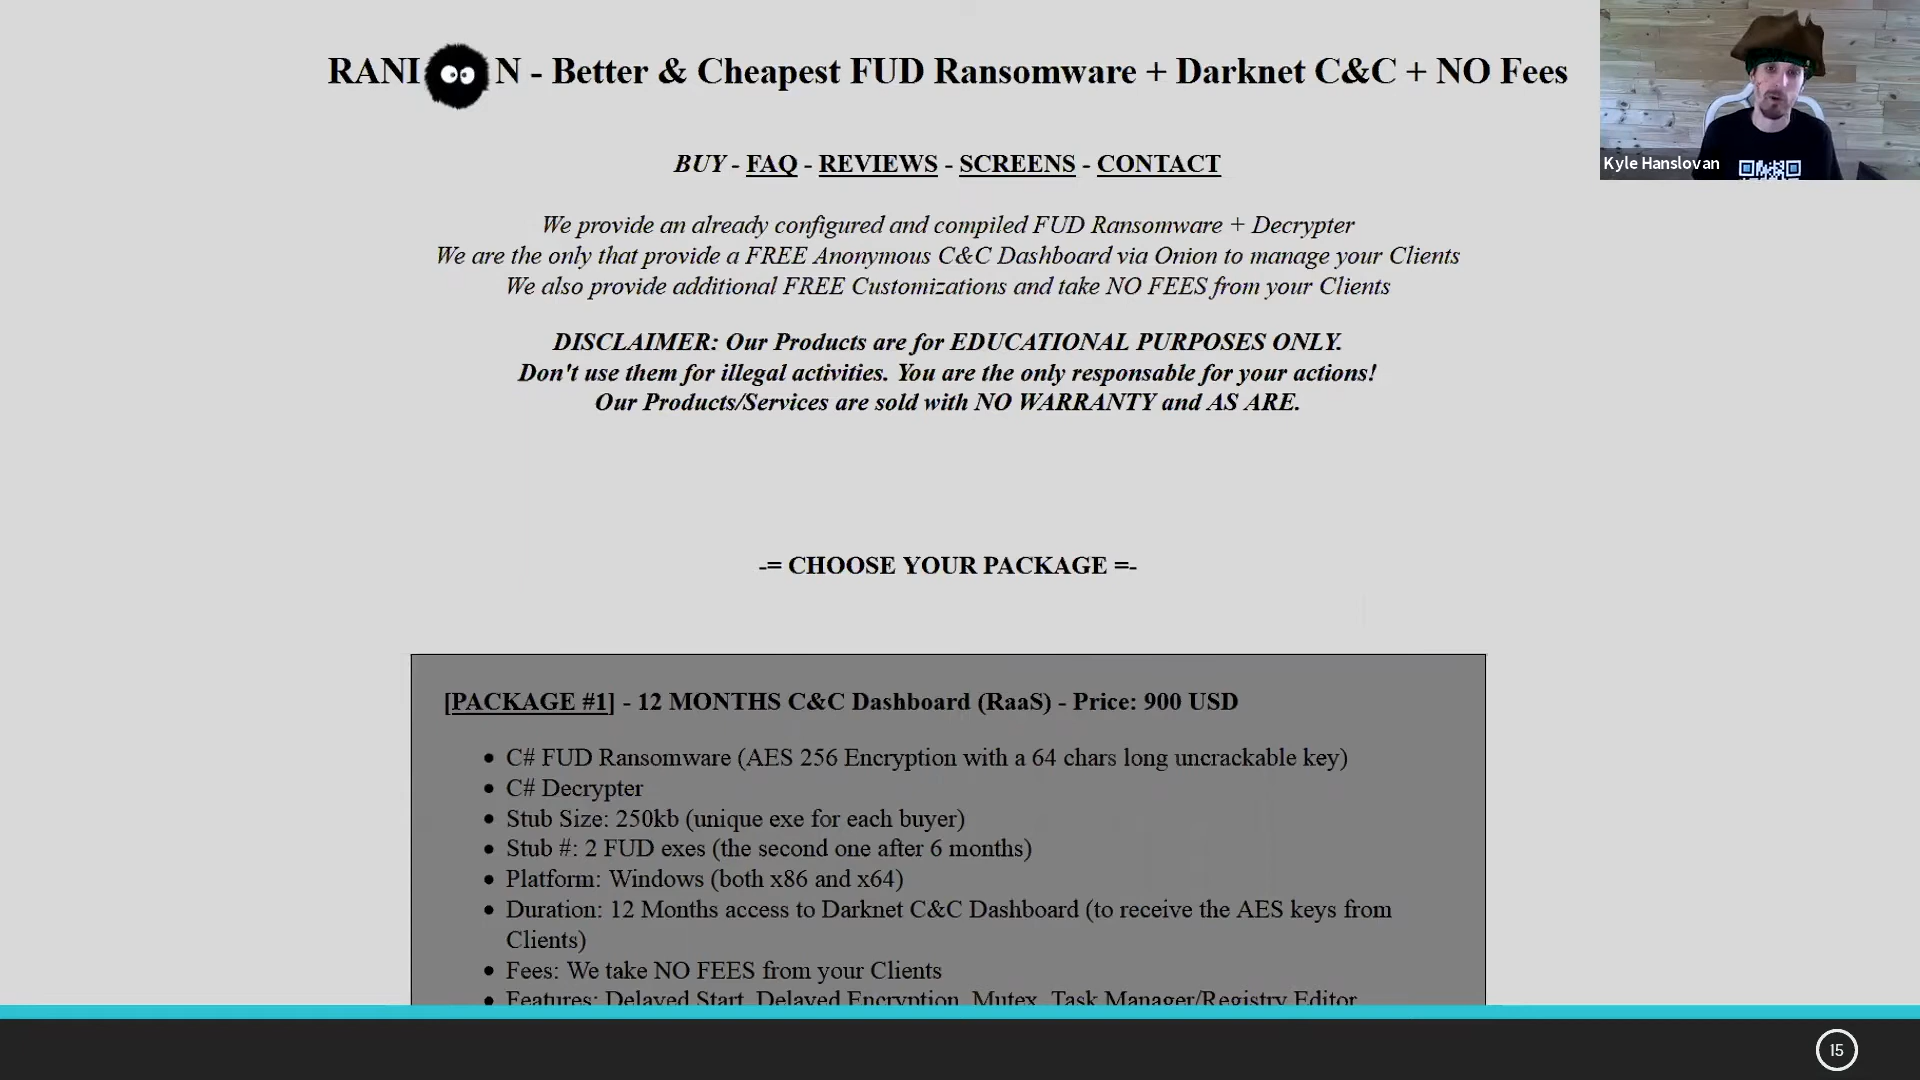 RANI N - Better & Cheapest FUD Ransomware + Darknet C&C + NO Fees
BUY - FAQ - REVIEWS - SCREENS - CONTACT
We provide an already configured and compiled FUD Ransomware + Decrypter
We are the only that provide a FREE Anonymous C&C Dashboard via Onion to manage your Clients
We also provide additional FREE Customizations and take NO FEES from your Clients
DISCLAIMER: Our Products are for EDUCATIONAL PURPOSES ONLY.
Don't use them for illegal activities. You are the only responsable for your actions!
Our Products/Services are sold with NO WARRANTY and AS ARE.
-= CHOOSE YOUR PACKAGE =-
[PACKAGE #1] - 12 MONTHS C&C Dashboard (RaaS) - Price: 900 USD
• C# FUD Ransomware (AES 256 Encryption with a 64 chars long uncrackable key)
• C# Decrypter
• Stub Size: 250kb (unique exe for each buyer)
• Stub #: 2 FUD exes (the second one after 6 months)
• Platform: Windows (both x86 and x64)
• Duration: 12 Months access to Darknet C&C Dashboard (to receive the AES keys from
Clients)
• Fees: We take NO FEES from your Clients
• Features: Delayed Start, Delayed Encryption, Mutex, Task Manager/Registry Editor
Kyle Hanslovan
15